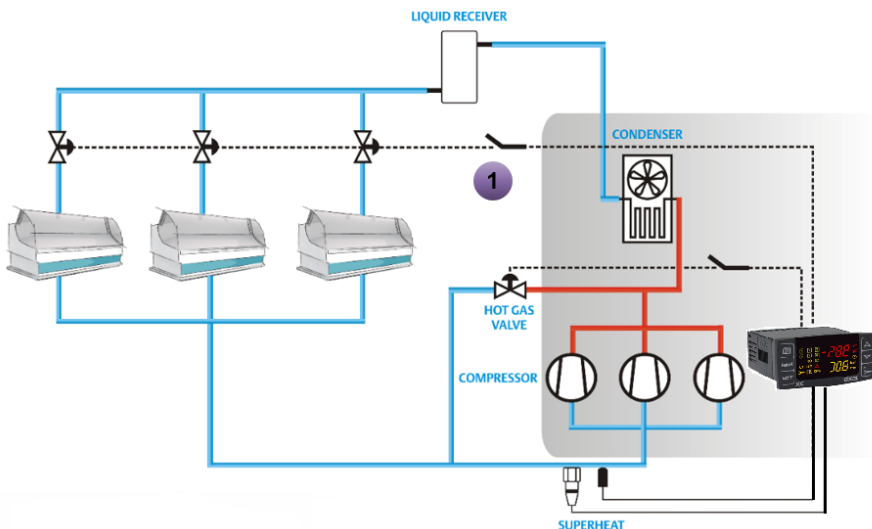 LIQUID RECEIVER
CONDENSER
1
HOT GAS
VALVE
COMPRESSOR
SUPERHEAT